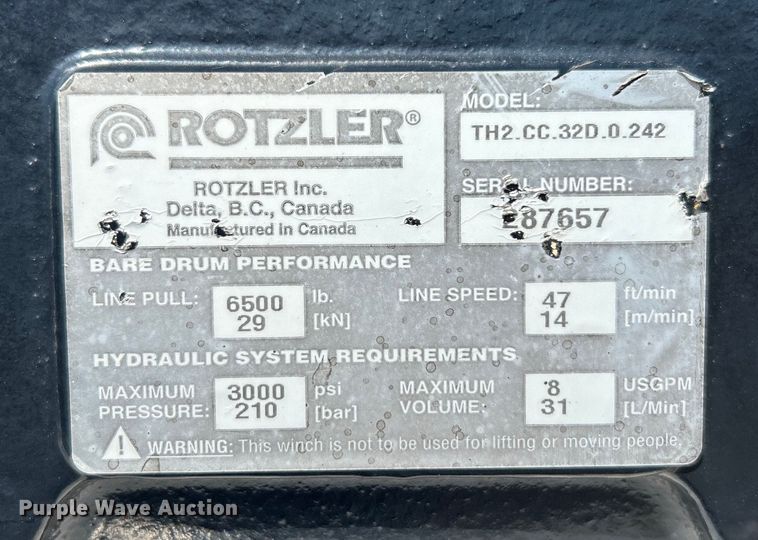 ROTZLER®
ROTZLER Inc.
Delta, B.C., Canada
Manufactured in Canada
MODEL:
TH2.CC.32D.0.242
SERIAL NUMBER:
BARE DRUM PERFORMANCE
LINE PULL: 6500 lb. LINE SPEED: 47 ft/min
29 [kN] 14 [m/min]
HYDRAULIC SYSTEM REQUIREMENTS
MAXIMUM 3000 psi MAXIMUM 8 USGPM
PRESSURE: 210 [bar] VOLUME: 31 [L/Min]
WARNING: This winch is not to be used for lifting or moving people.
Purple Wave Auction